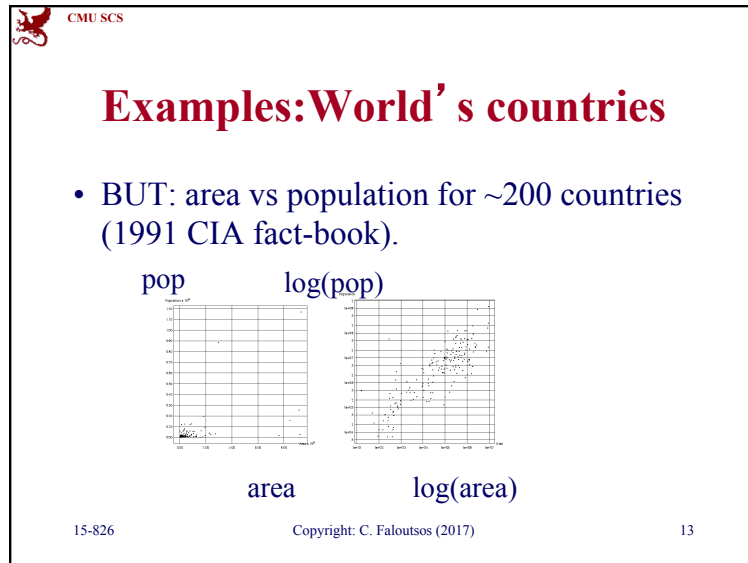 CMU SCS
Examples:World's countries
• BUT: area vs population for ~200 countries
(1991 CIA fact-book).
pop
log(pop)
area
log(area)
15-826
Copyright: C. Faloutsos (2017)
13